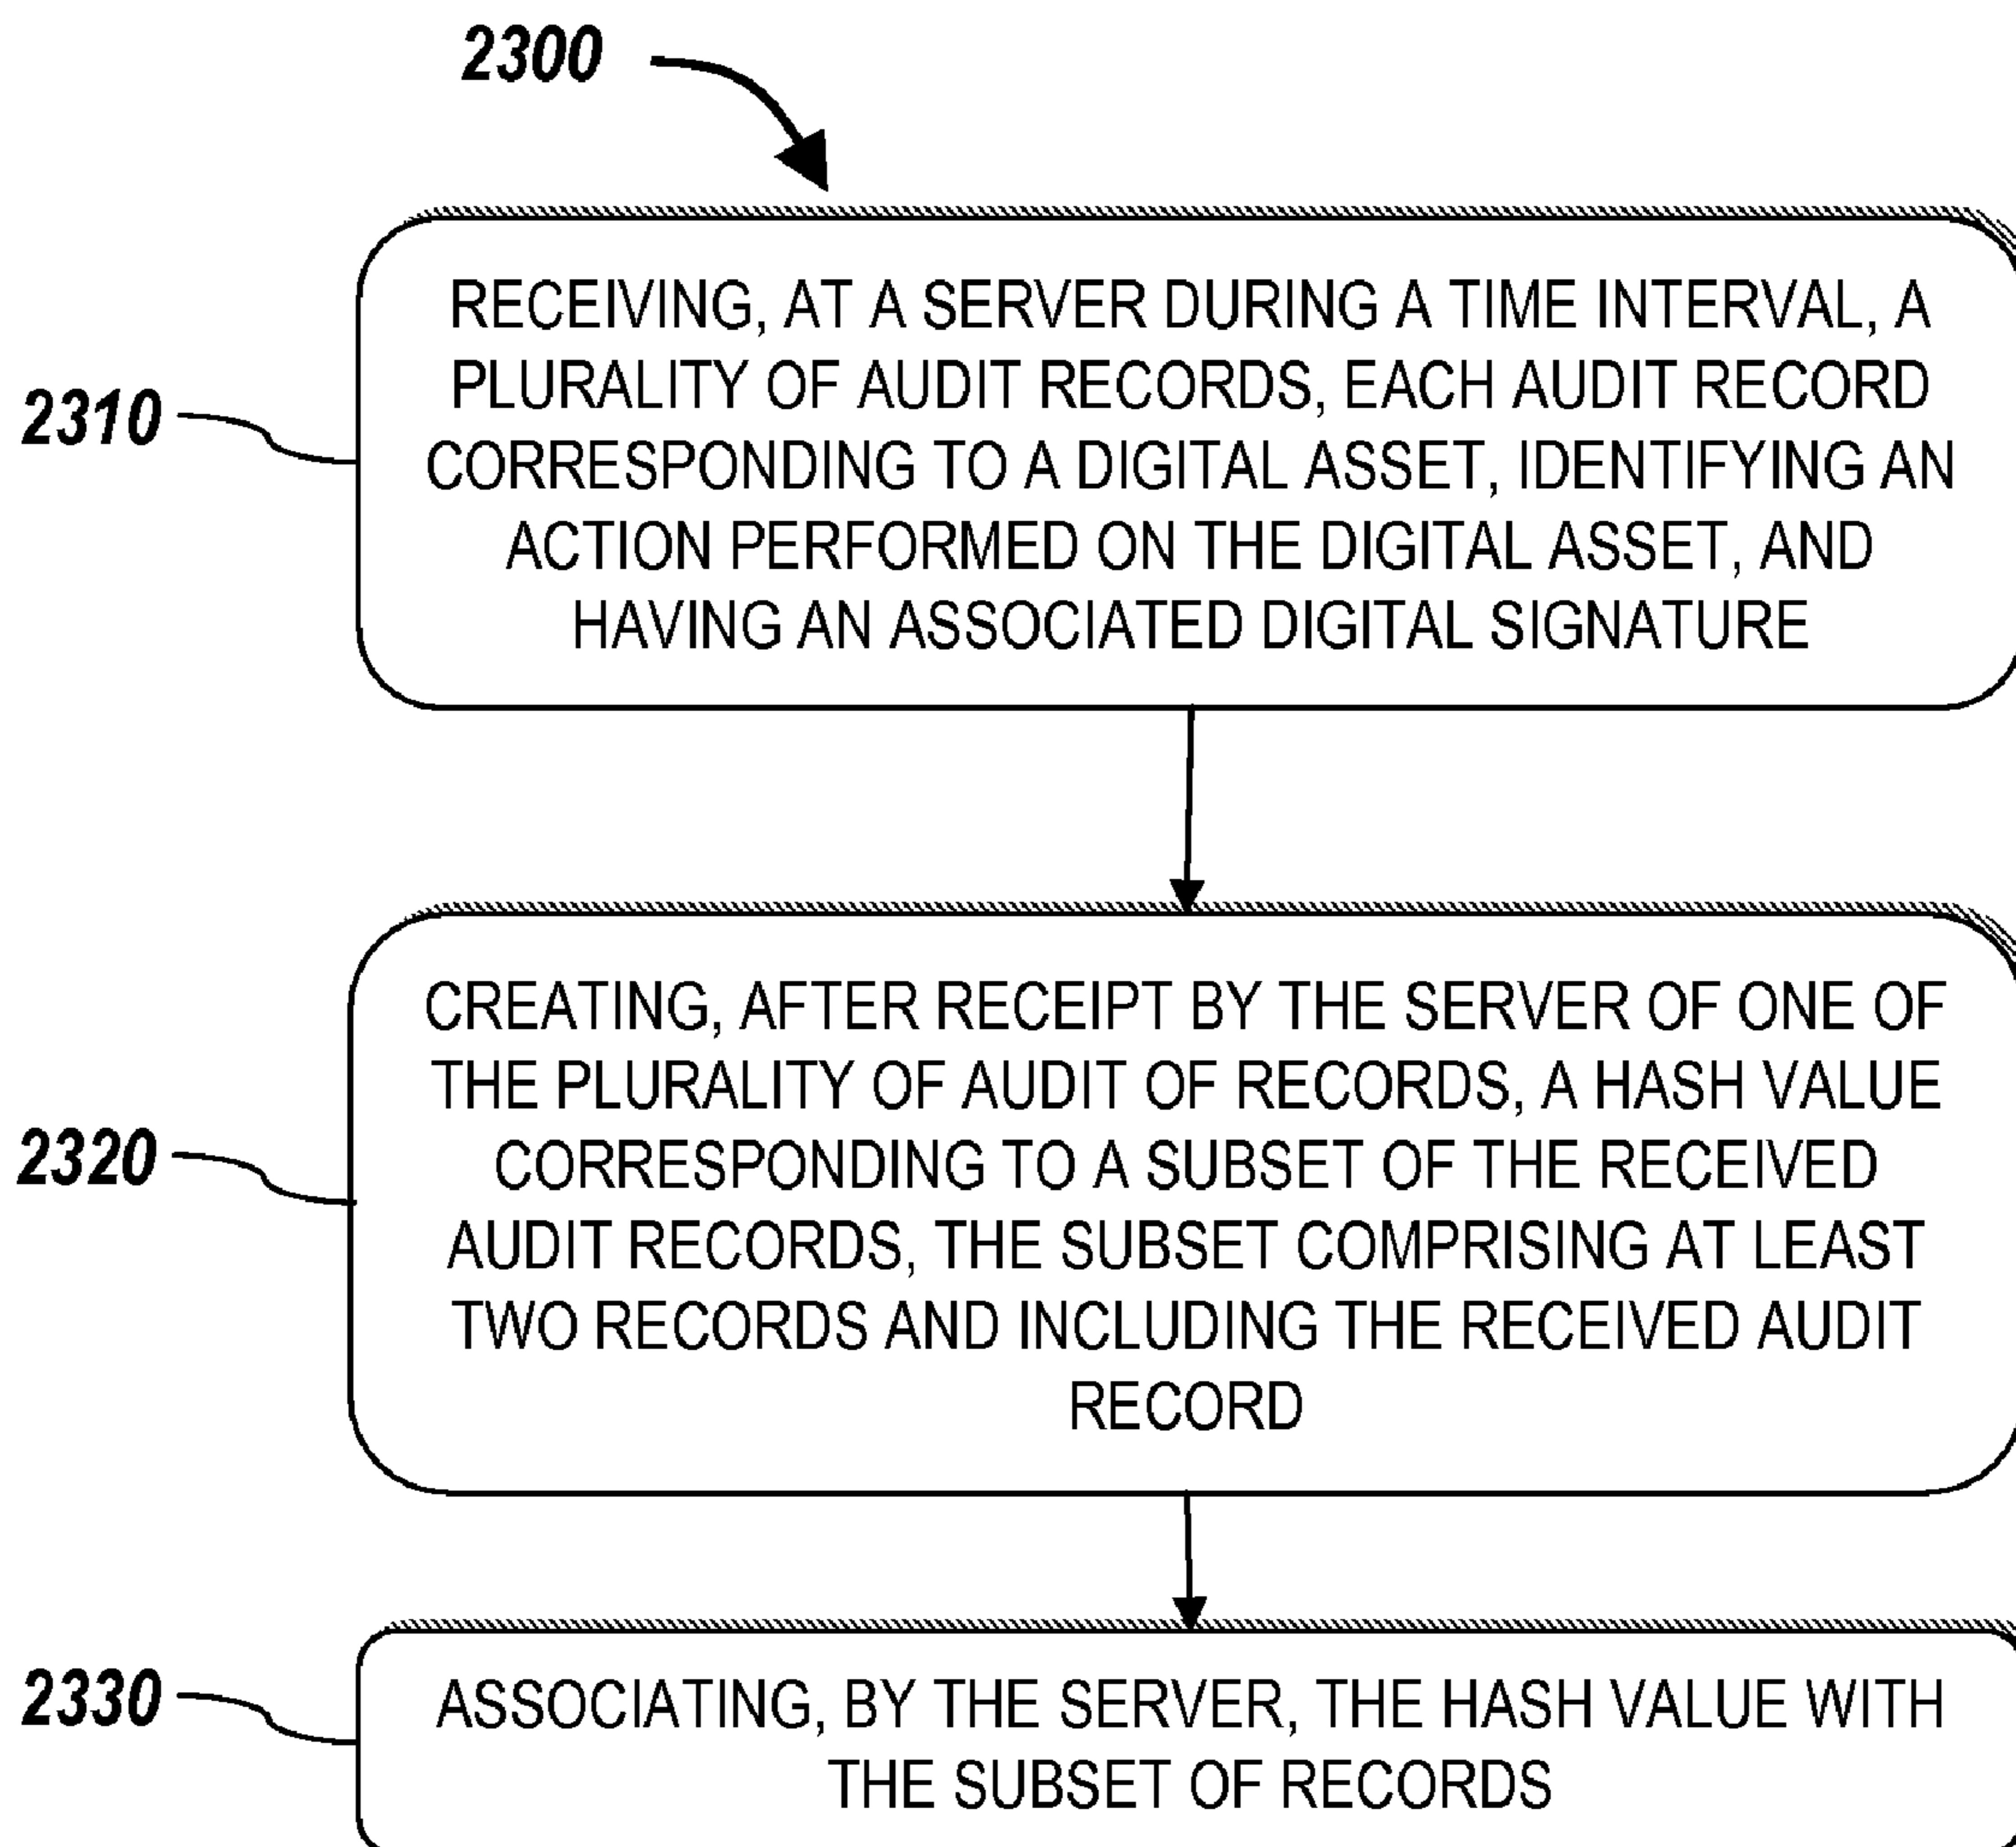 2300
RECEIVING, AT A SERVER DURING A TIME INTERVAL, A
PLURALITY OF AUDIT RECORDS, EACH AUDIT RECORD
2310
CORRESPONDING TO A DIGITAL ASSET, IDENTIFYING AN
ACTION PERFORMED ON THE DIGITAL ASSET, AND
HAVING AN ASSOCIATED DIGITAL SIGNATURE
CREATING, AFTER RECEIPT BY THE SERVER OF ONE OF
THE PLURALITY OF AUDIT OF RECORDS, A HASH VALUE
2320
CORRESPONDING TO A SUBSET OF THE RECEIVED
AUDIT RECORDS, THE SUBSET COMPRISING AT LEAST
TWO RECORDS AND INCLUDING THE RECEIVED AUDIT
RECORD
2330
ASSOCIATING, BY THE SERVER, THE HASH VALUE WITH
THE SUBSET OF RECORDS